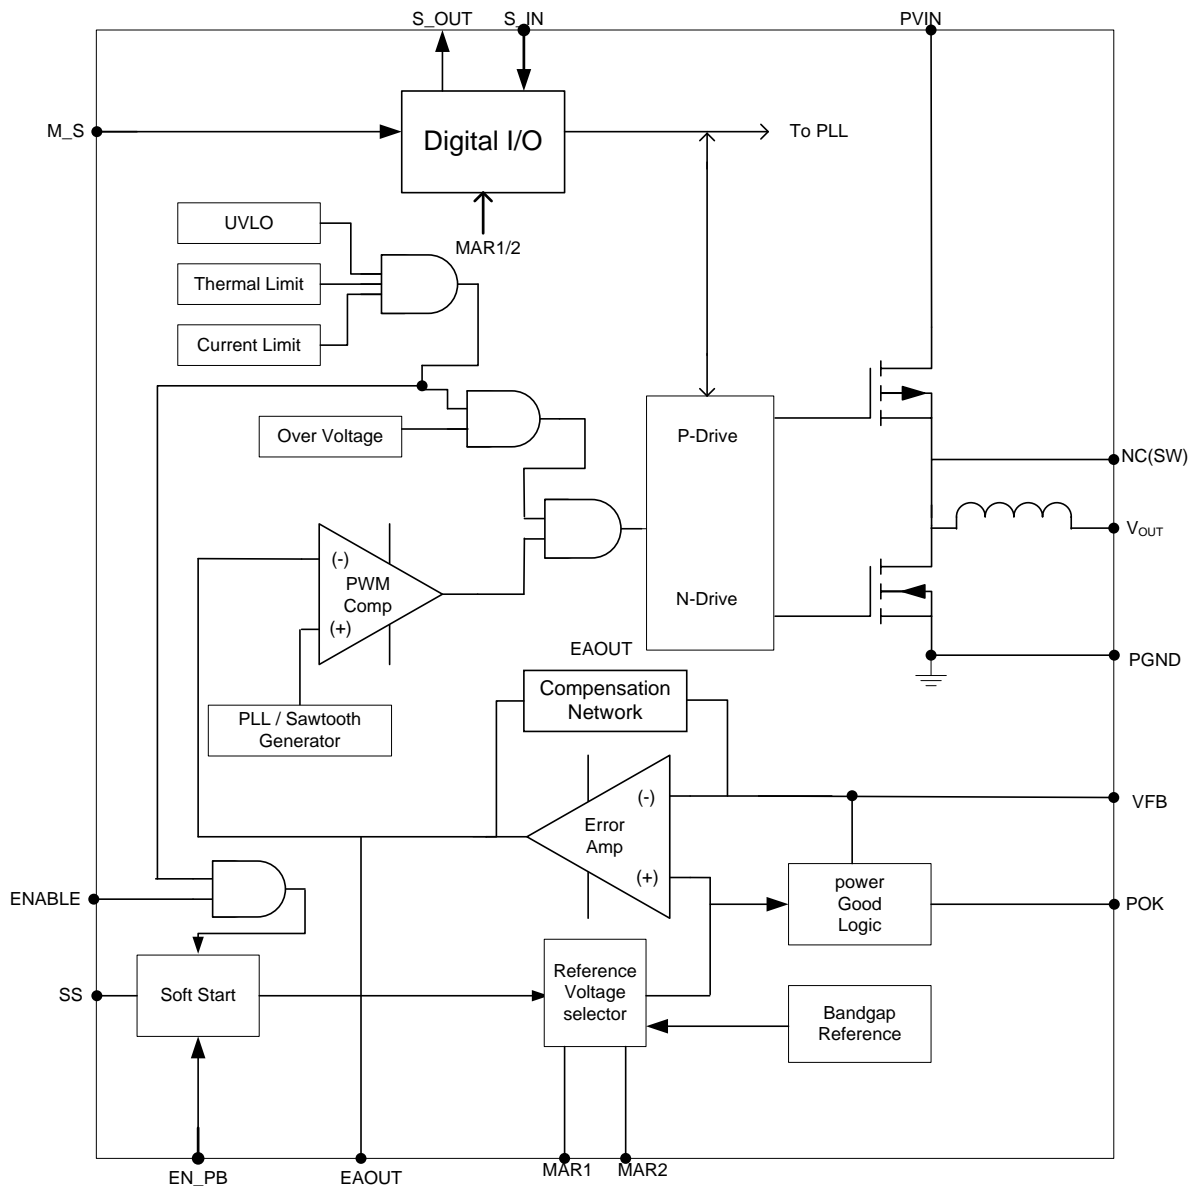 S_OUT
S_IN
PVIN
M_S
Digital I/O
To PLL
MAR1/2
UVLO
Thermal Limit
Current Limit
Over Voltage
P-Drive
N-Drive
NC(SW)
VOUT
PGND
(-)
PWM
Comp
(+)
PLL / Sawtooth
Generator
EAOUT
Compensation
Network
(-)
Error
Amp
(+)
VFB
power
Good
Logic
POK
ENABLE
SS
Soft Start
Reference
Voltage
selector
Bandgap
Reference
EN_PB
EAOUT
MAR1
MAR2